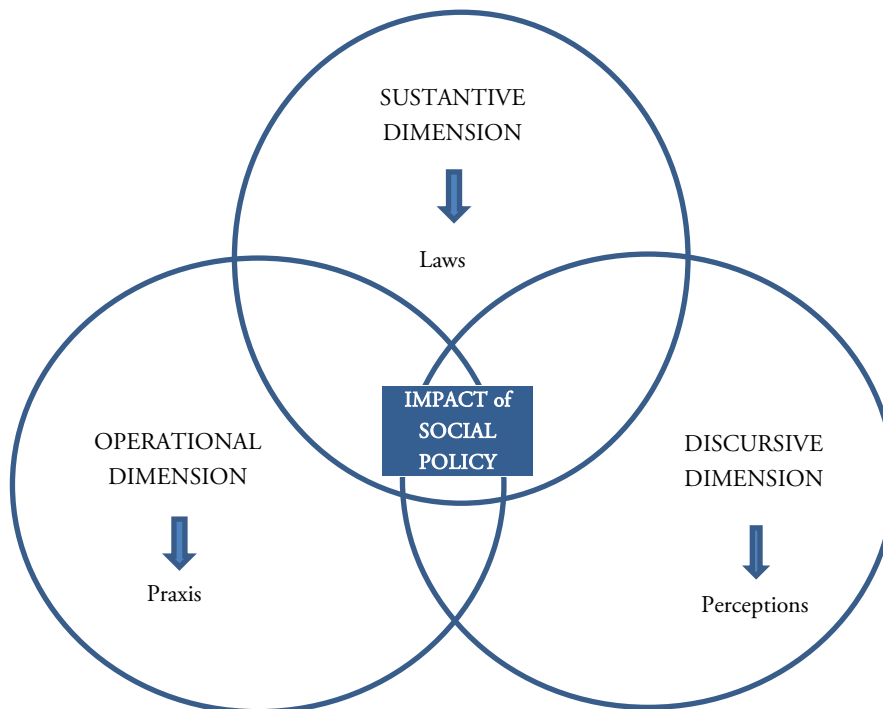 SUSTANTIVE
DIMENSION
Laws
IMPACT of
SOCIAL
POLICY
OPERATIONAL
DIMENSION
Praxis
DISCURSIVE
DIMENSION
Perceptions